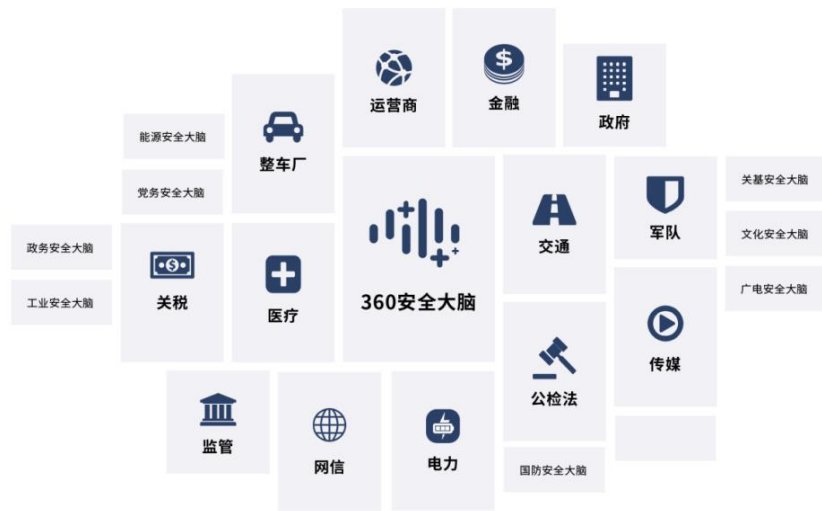 运营商
金融
政府
整车厂
能源安全大脑
党务安全大脑
政务安全大脑
工业安全大脑
关税
医疗
360安全大脑
交通
军队
关基安全大脑
文化安全大脑
广电安全大脑
传媒
公检法
国防安全大脑
监管
网信
电力